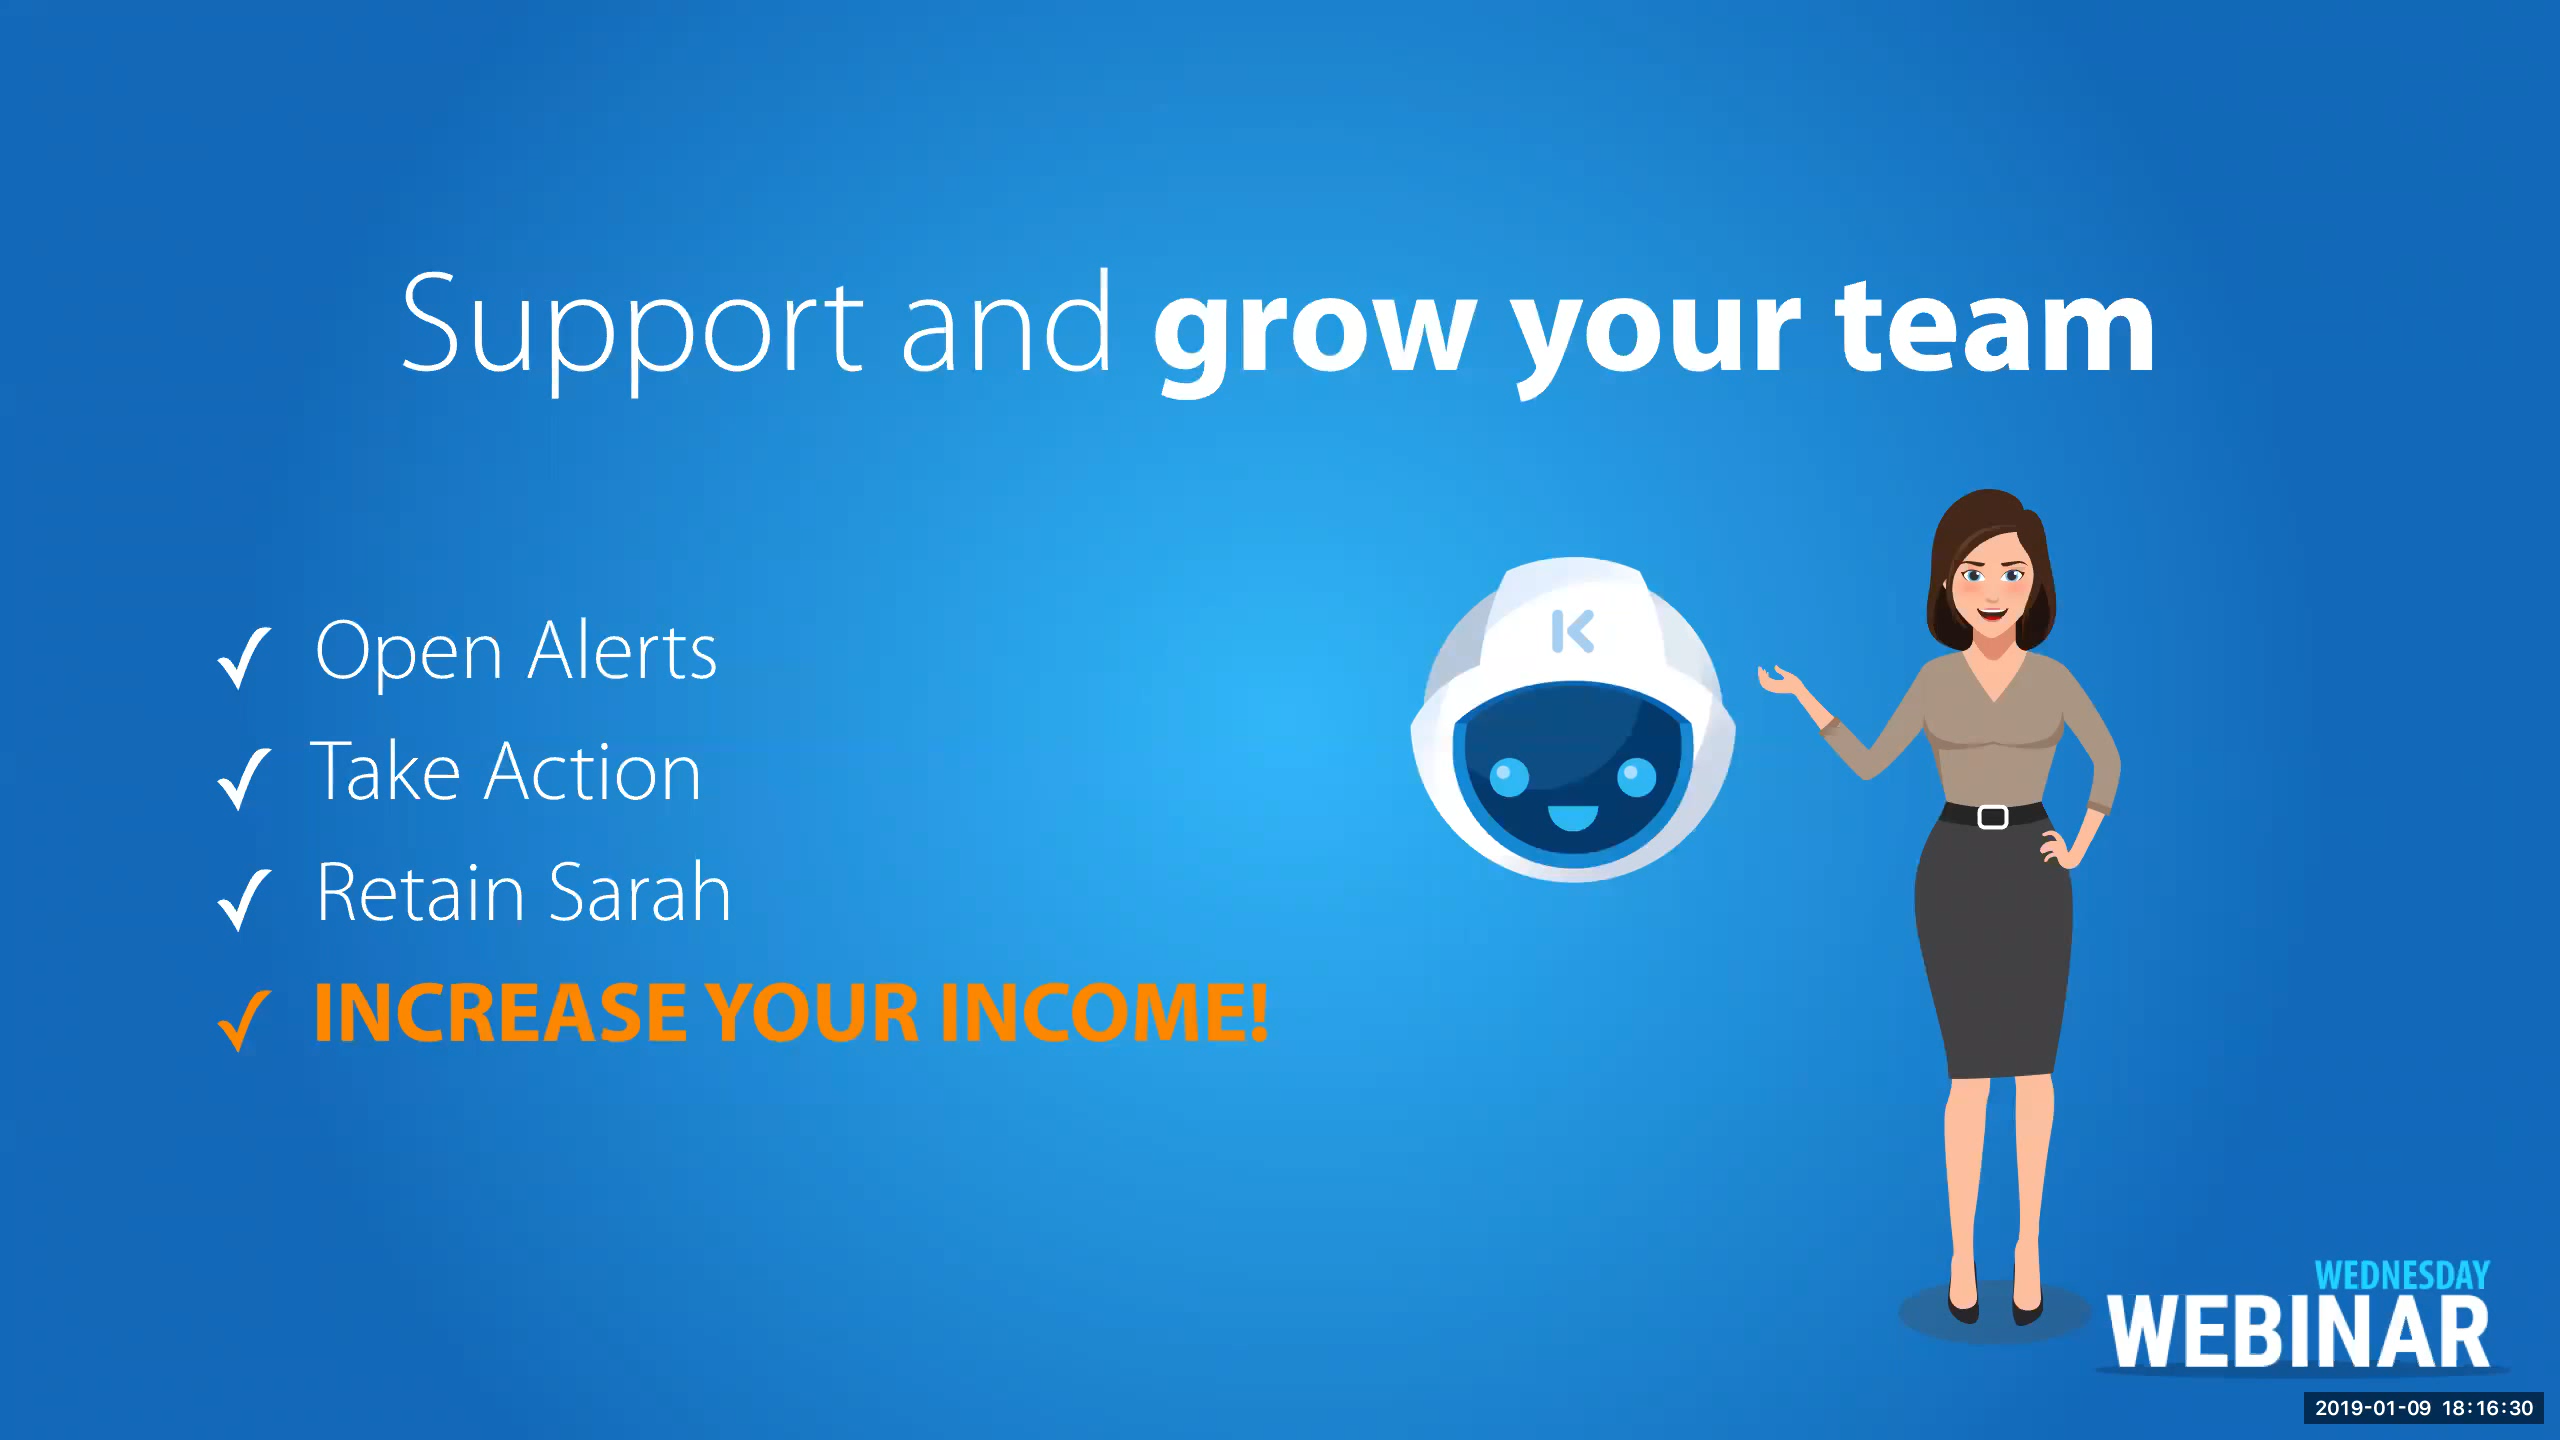 Support and grow your team
Open Alerts
Take Action
Retain Sarah
INCREASE YOUR INCOME!
K
WEDNESDAY
WEBINAR
2019-01-09 18:16:30